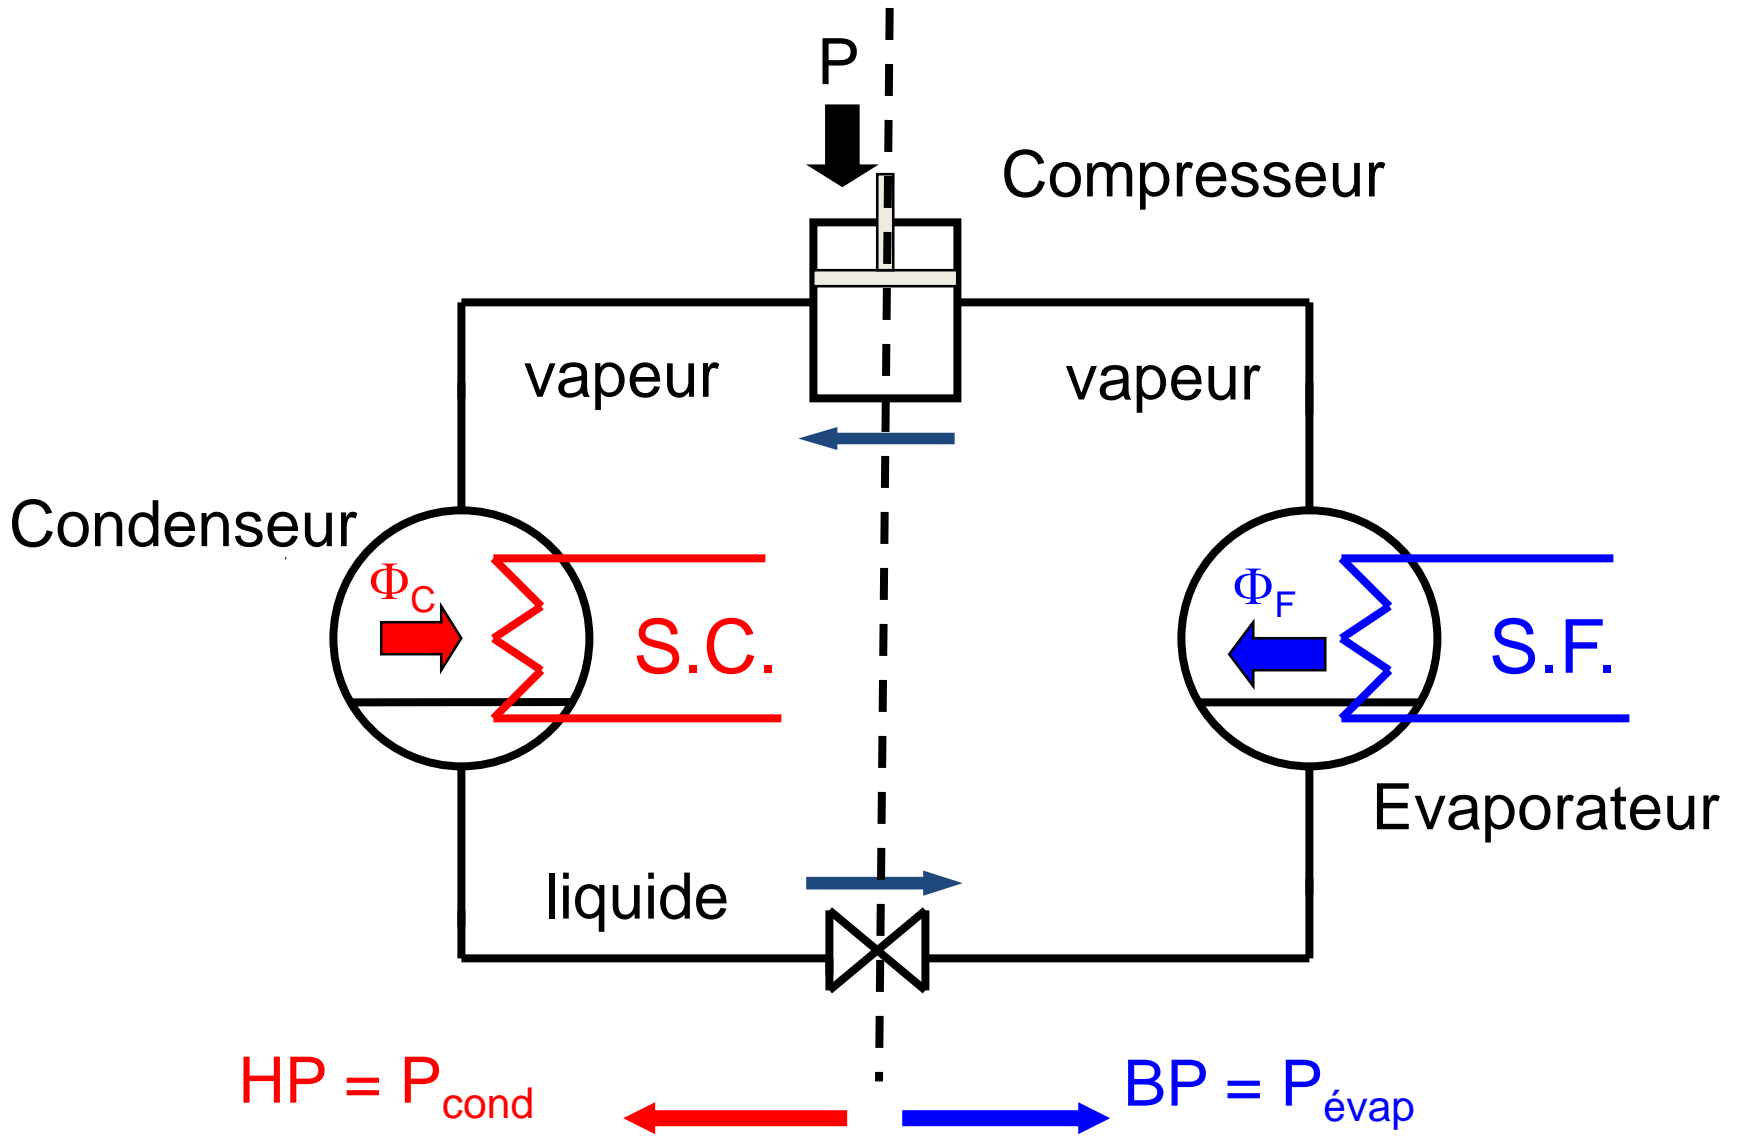 P
Compresseur
vapeur
vapeur
Condenseur
ΦC
S.C.
ΦF
S.F.
Evaporateur
liquide
HP = Pcond
BP = Pévap